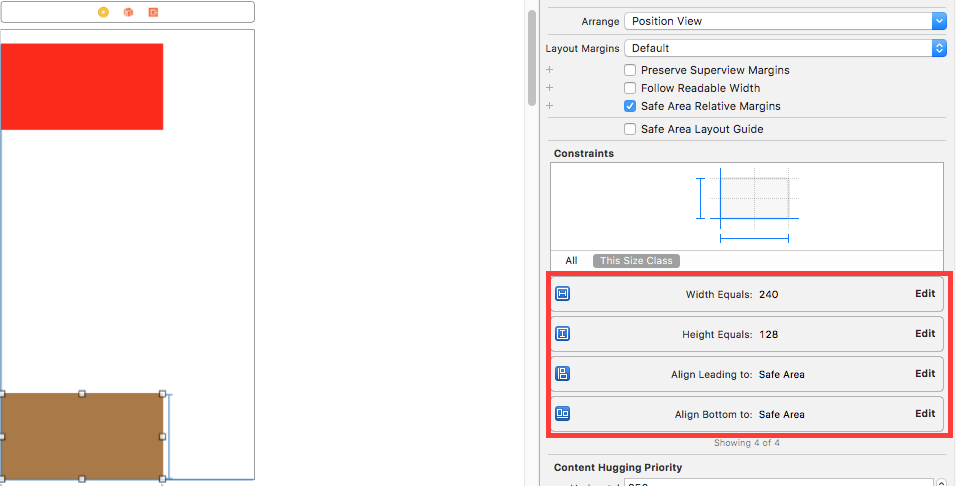 Arrange Position View
Layout Margins Default
+ Preserve Superview Margins
+ Follow Readable Width
+ Safe Area Relative Margins
Safe Area Layout Guide
Constraints
All This Size Class
Width Equals: 240 Edit
Height Equals: 128 Edit
Align Leading to: Safe Area Edit
Align Bottom to: Safe Area Edit
Showing 4 of 4
Content Hugging Priority